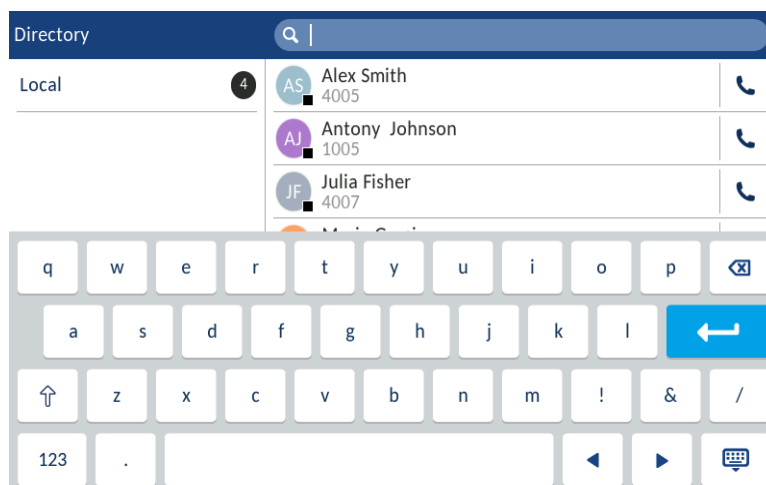 Directory
Local 4
AS Alex Smith
4005
AJ Antony Johnson
1005
JF Julia Fisher
4007
q w e r t y u i o p
a s d f g h j k l
z x c v b n m ! & /
123 .